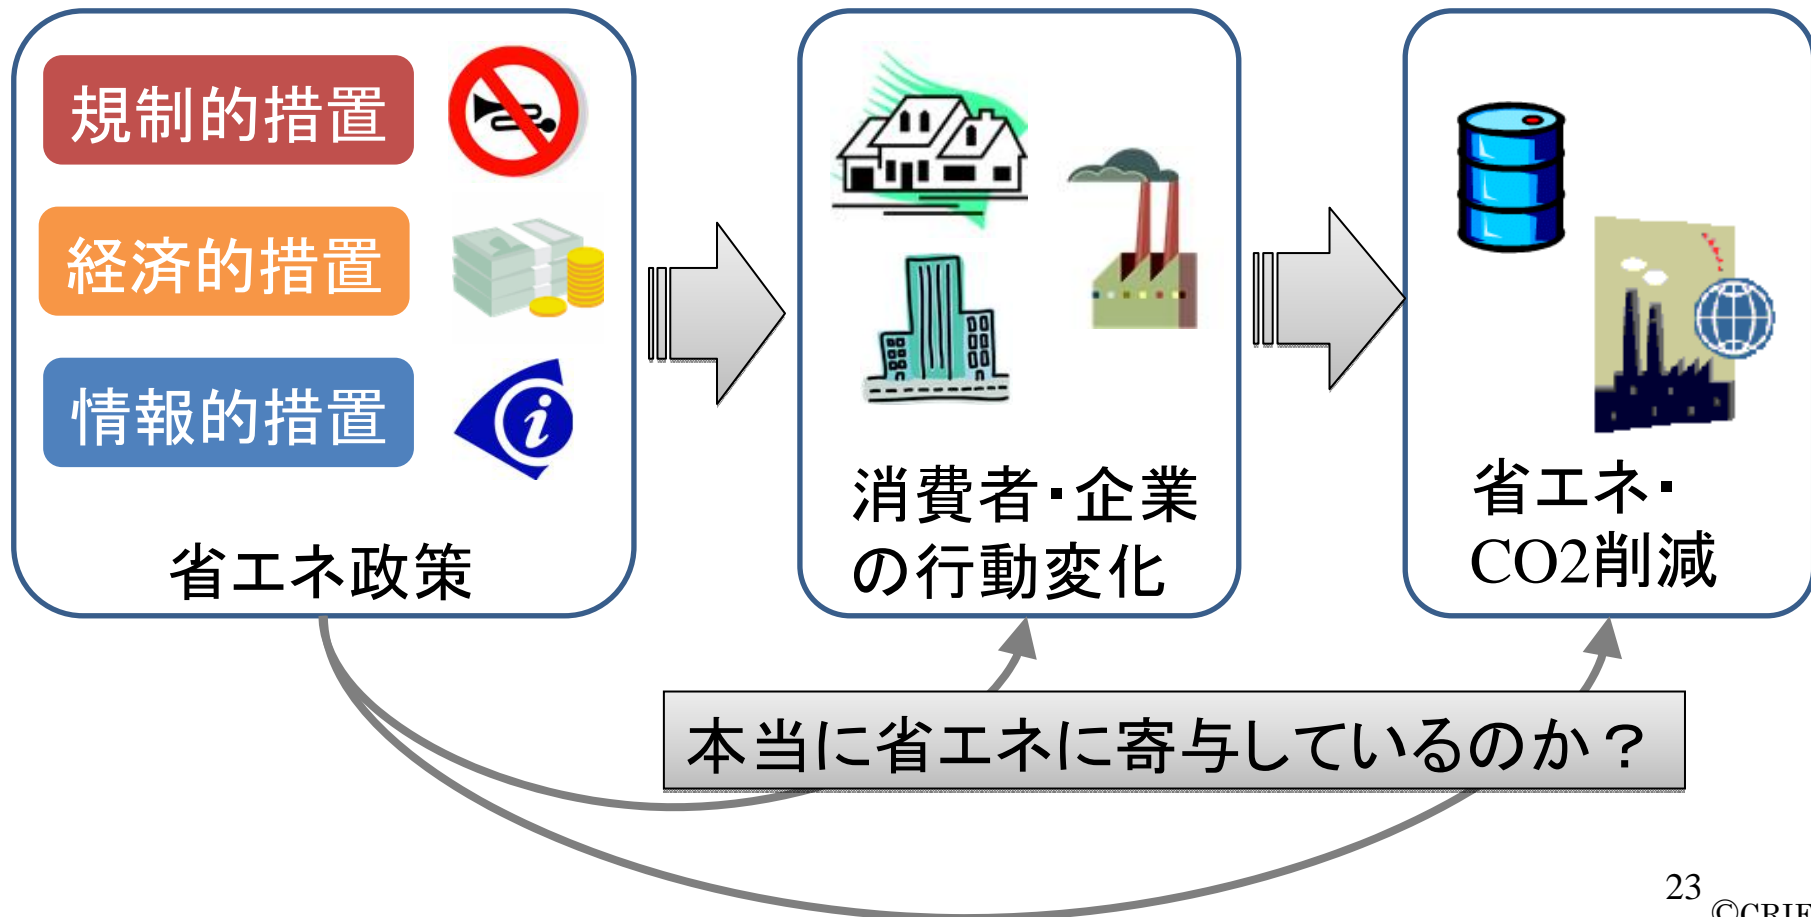 規制的措置
経済的措置
情報的措置
i
省エネ政策
消費者・企業
の行動変化
省エネ・
CO2削減
本当に省エネに寄与しているのか？
23
©CRIE